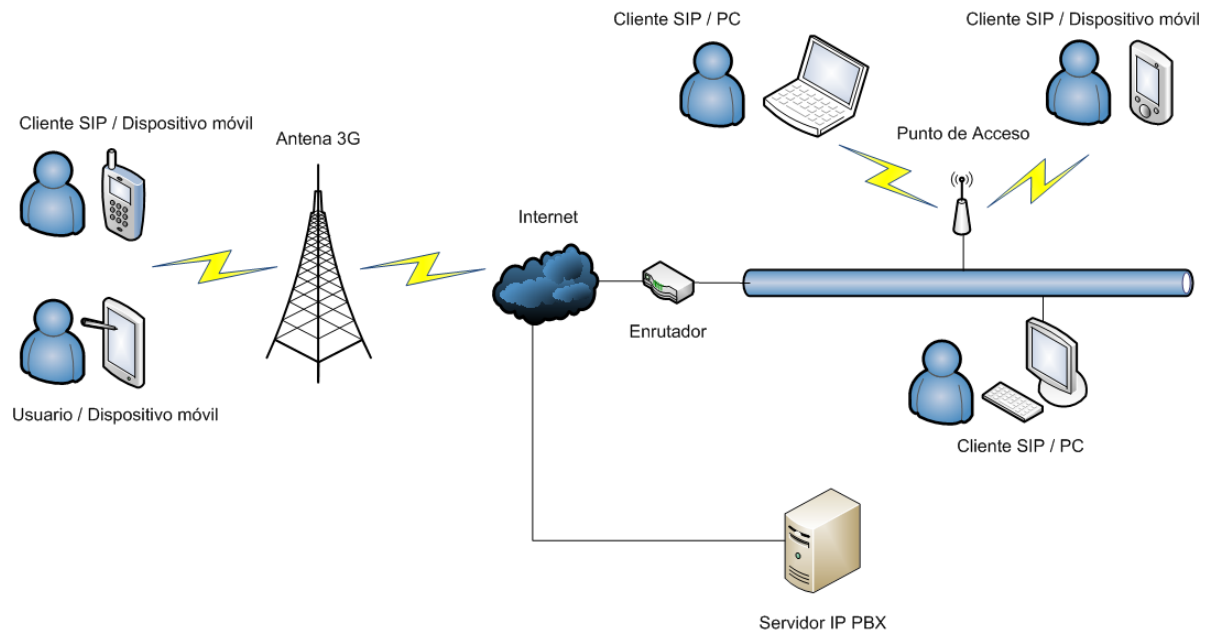 Cliente SIP / PC
Cliente SIP / Dispositivo móvil
Cliente SIP / Dispositivo móvil
Antena 3G
Punto de Acceso
Internet
Enrutador
Usuario / Dispositivo móvil
Cliente SIP / PC
Servidor IP PBX